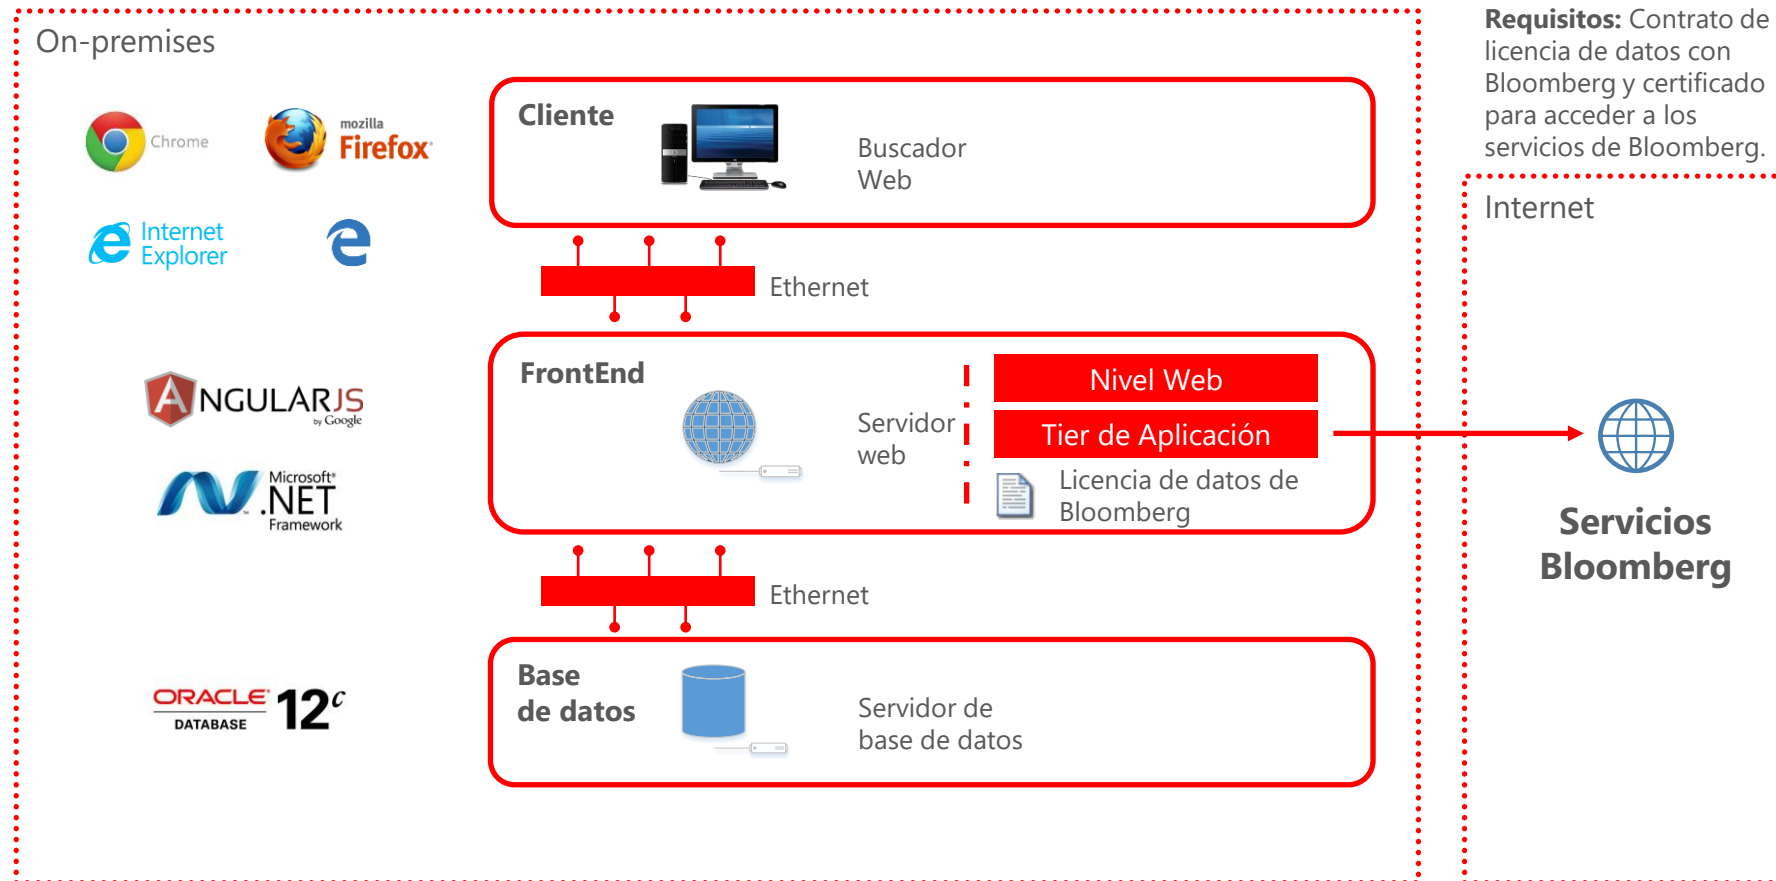 On-premises
Chrome
mozilla
Firefox
Internet
Explorer
Cliente
Buscador
Web
Ethernet
ANGULARJS
by Google
Microsoft®
.NET
Framework
FrontEnd
Servidor
web
Nivel Web
Tier de Aplicación
Licencia de datos de
Bloomberg
Ethernet
ORACLE®
DATABASE
12c
Base
de datos
Servidor de
base de datos
Requisitos: Contrato de
licencia de datos con
Bloomberg y certificado
para acceder a los
servicios de Bloomberg.
Internet
Servicios
Bloomberg